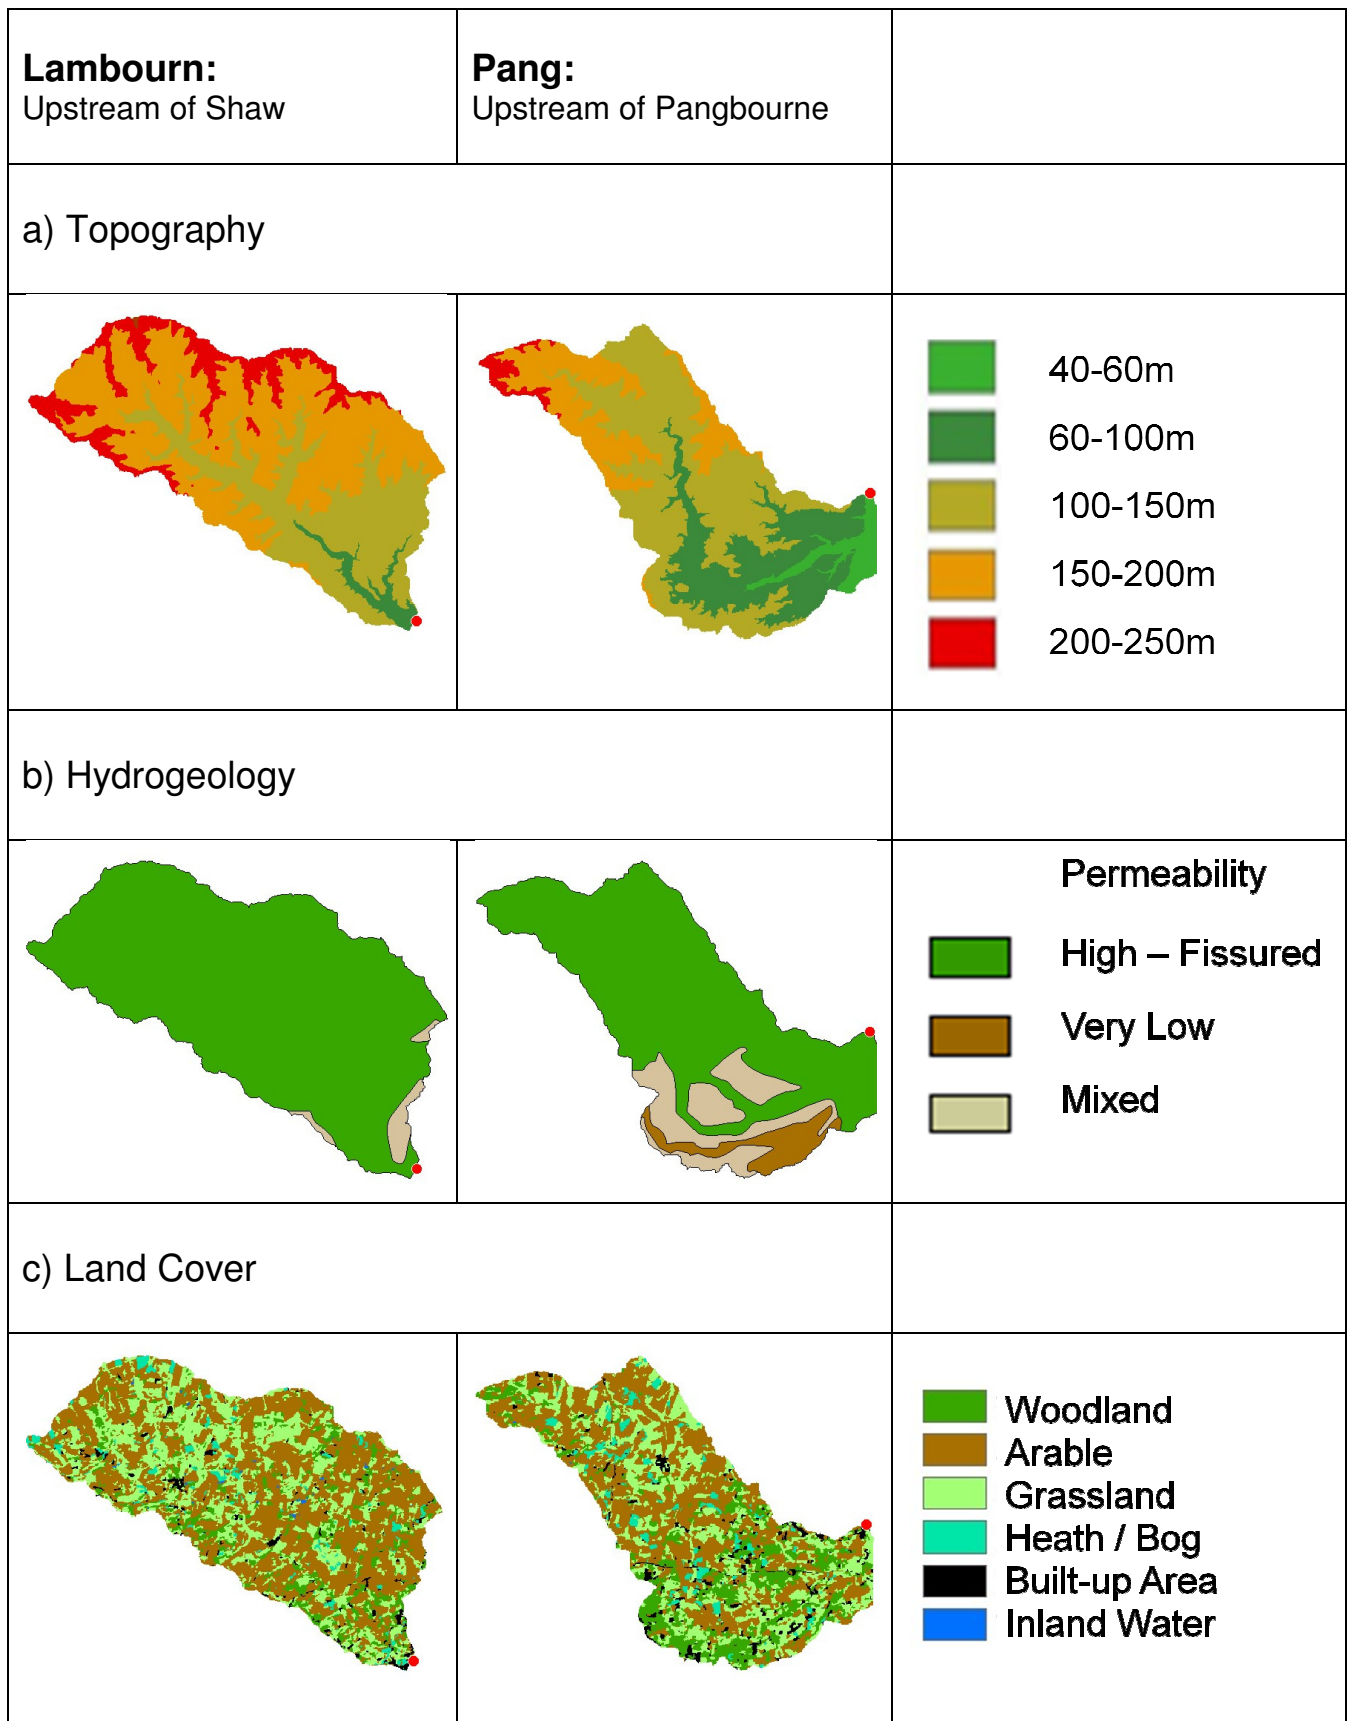 Lambourn:
Upstream of Shaw
Pang:
Upstream of Pangbourne
a) Topography
40-60m
60-100m
100-150m
150-200m
200-250m
b) Hydrogeology
Permeability
High – Fissured
Very Low
Mixed
c) Land Cover
Woodland
Arable
Grassland
Heath / Bog
Built-up Area
Inland Water